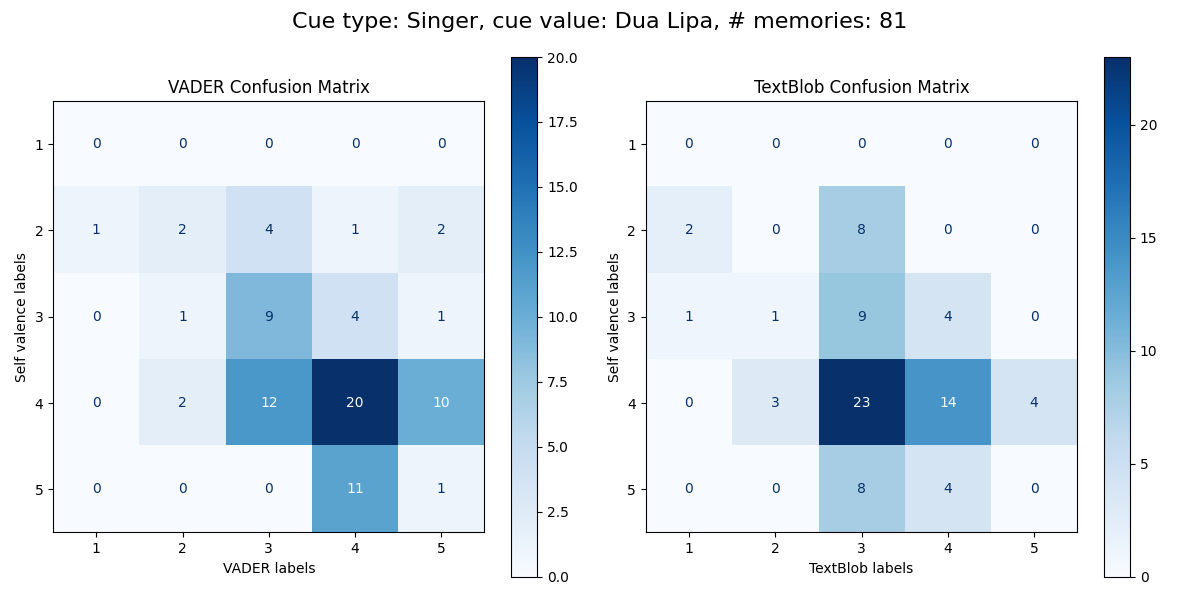 Cue type: Singer, cue value: Dua Lipa, # memories: 81
VADER Confusion Matrix
Self valence labels
1 0 0 0 0 0
2 1 2 4 1 2
3 0 1 9 4 1
4 0 2 12 20 10
5 0 0 0 11 1
1 2 3 4 5
VADER labels
20.0
17.5
15.0
12.5
10.0
7.5
5.0
2.5
0.0
TextBlob Confusion Matrix
Self valence labels
1 0 0 0 0 0
2 2 0 8 0 0
3 1 1 9 4 0
4 0 3 23 14 4
5 0 0 8 4 0
1 2 3 4 5
TextBlob labels
20
15
10
5
0